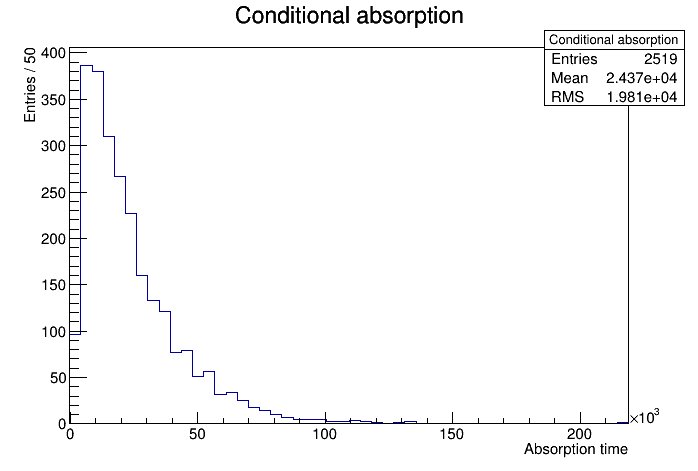 Conditional absorption
Conditional absorption
Entries 2519
Mean 2.437e+04
RMS 1.981e+04
Entries / 50
400
350
300
250
200
150
100
50
0
0 50 100 150 200 ×10³
Absorption time